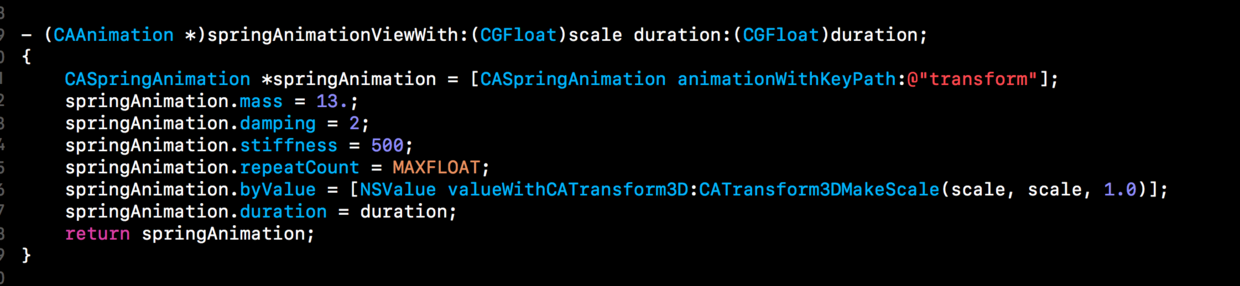 - (CAAnimation *)springAnimationViewWith:(CGFloat)scale duration:(CGFloat)duration;
{
    CASpringAnimation *springAnimation = [CASpringAnimation animationWithKeyPath:@"transform"];
    springAnimation.mass = 13.;
    springAnimation.damping = 2;
    springAnimation.stiffness = 500;
    springAnimation.repeatCount = MAXFLOAT;
    springAnimation.byValue = [NSValue valueWithCATransform3D:CATransform3DMakeScale(scale, scale, 1.0)];
    springAnimation.duration = duration;
    return springAnimation;
}